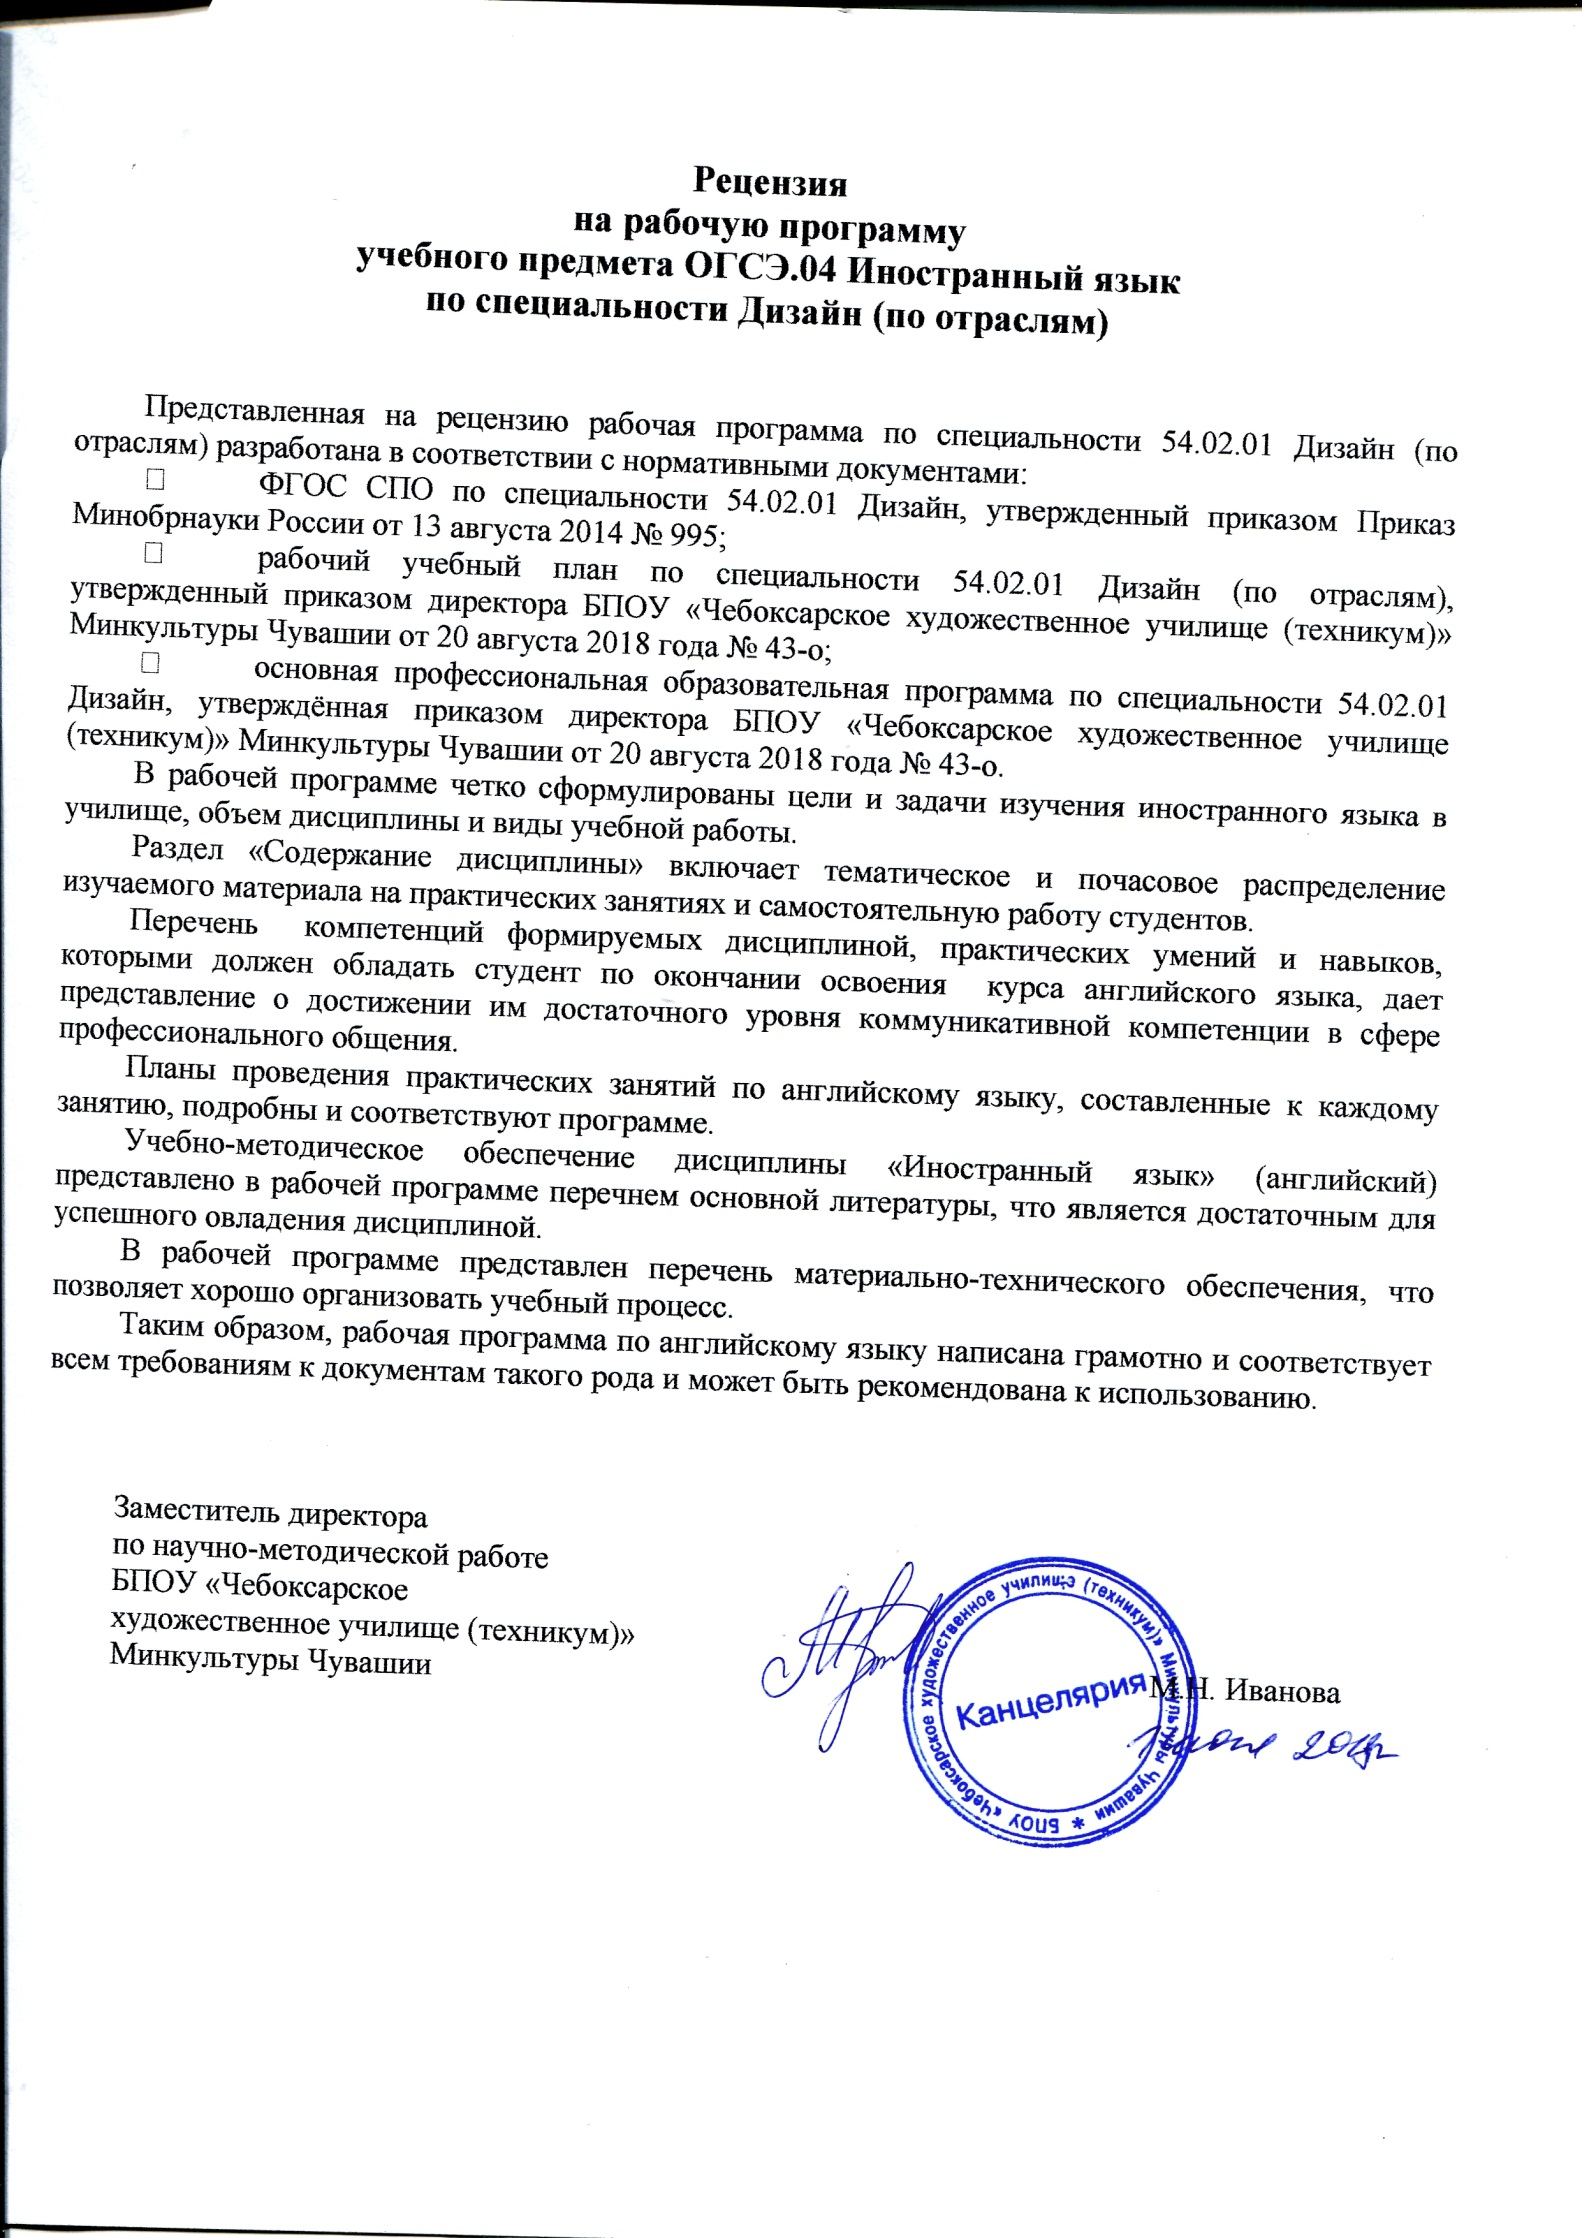 Рецензия
на рабочую программу
учебного предмета ОГСЭ.04 Иностранный язык
по специальности Дизайн (по отраслям)
Представленная на рецензию рабочая программа по специальности 54.02.01 Дизайн (по
отраслям) разработана в соответствии с нормативными документами:
ФГОС СПО по специальности 54.02.01 Дизайн, утвержденный приказом Приказ
Минобрнауки России от 13 августа 2014 № 995;
рабочий учебный план по специальности 54.02.01 Дизайн (по отраслям),
утвержденный приказом директора БПОУ «Чебоксарское художественное училище (техникум)»
Минкультуры Чувашии от 20 августа 2018 года № 43-о;
основная профессиональная образовательная программа по специальности 54.02.01
Дизайн, утверждённая приказом директора БПОУ «Чебоксарское художественное училище
(техникум)» Минкультуры Чувашии от 20 августа 2018 года № 43-о.
В рабочей программе четко сформулированы цели и задачи изучения иностранного языка в
училище, объем дисциплины и виды учебной работы.
Раздел «Содержание дисциплины» включает тематическое и почасовое распределение
изучаемого материала на практических занятиях и самостоятельную работу студентов.
Перечень компетенций формируемых дисциплиной, практических умений и навыков,
которыми должен обладать студент по окончании освоения курса английского языка, дает
представление о достижении им достаточного уровня коммуникативной компетенции в сфере
профессионального общения.
Планы проведения практических занятий по английскому языку, составленные к каждому
занятию, подробны и соответствуют программе.
Учебно-методическое обеспечение дисциплины «Иностранный язык» (английский)
представлено в рабочей программе перечнем основной литературы, что является достаточным для
успешного овладения дисциплиной.
В рабочей программе представлен перечень материально-технического обеспечения, что
позволяет хорошо организовать учебный процесс.
Таким образом, рабочая программа по английскому языку написана грамотно и соответствует
всем требованиям к документам такого рода и может быть рекомендована к использованию.
Заместитель директора
по научно-методической работе
БПОУ «Чебоксарское
художественное училище (техникум)»
Минкультуры Чувашии
М.Н. Иванова
БПОУ «Чебоксарское художественное училище (техникум)» Минкультуры Чувашии *
Канцелярия